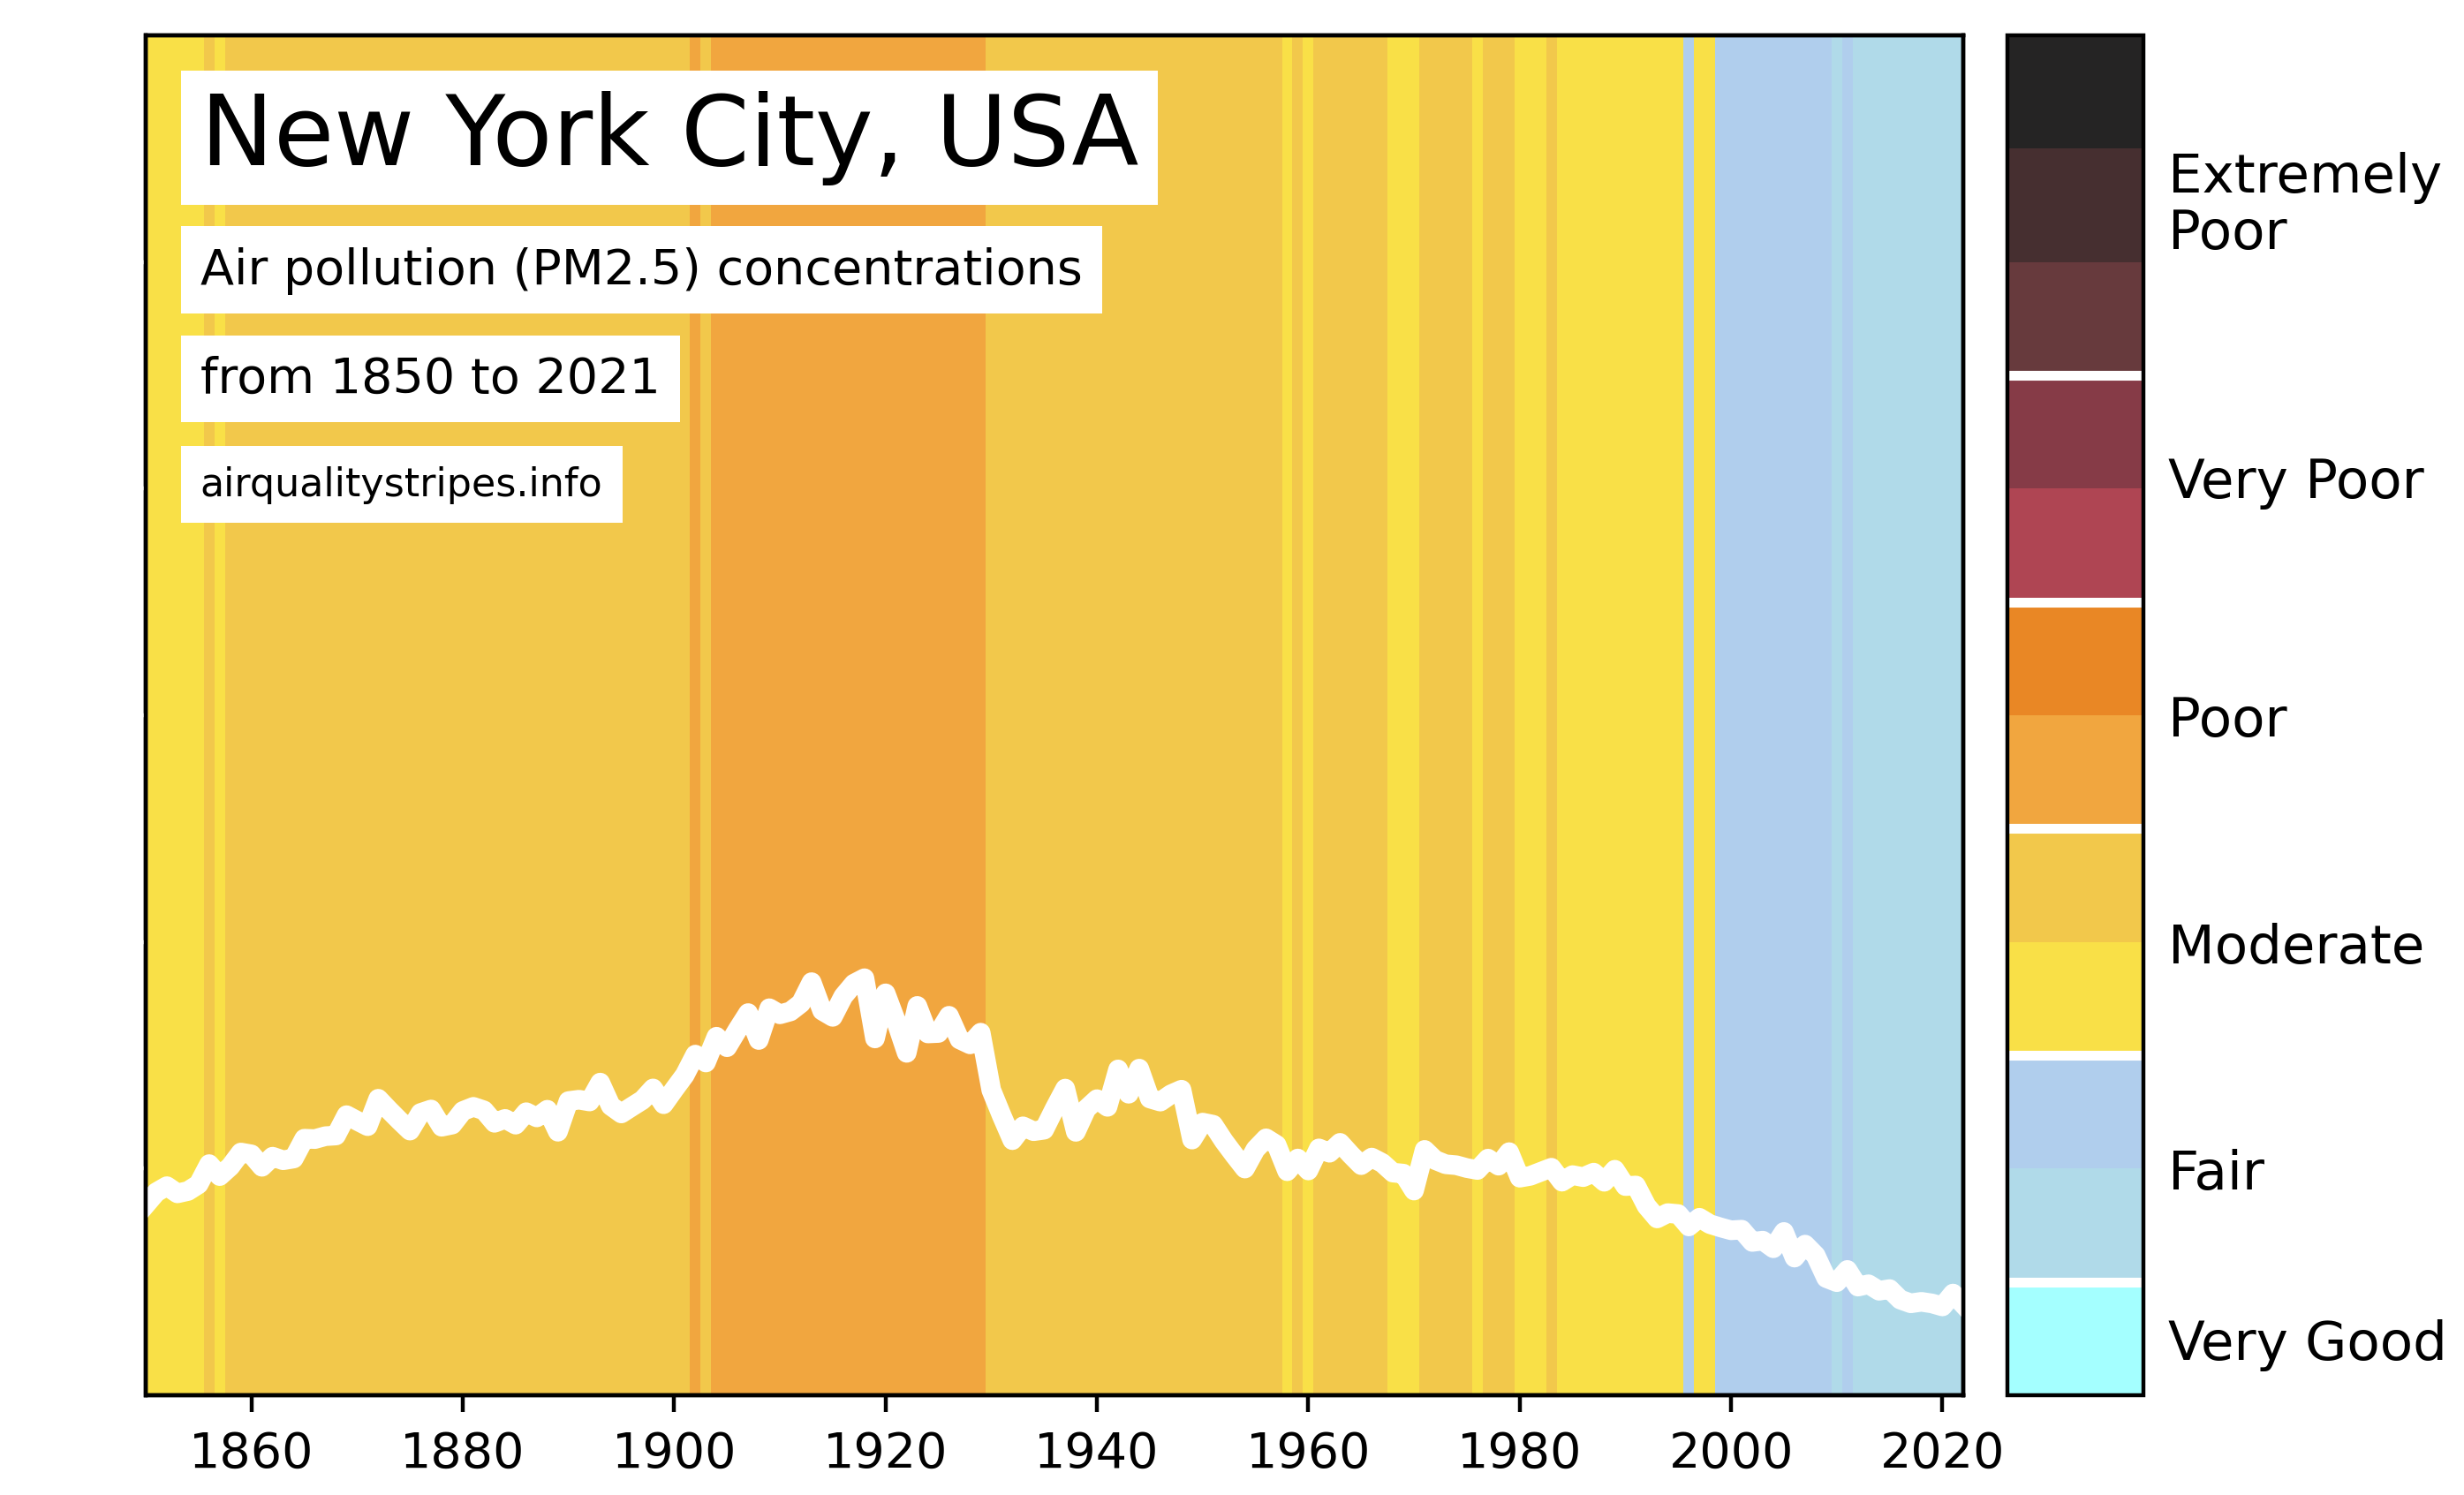 New York City, USA
Air pollution (PM2.5) concentrations
from 1850 to 2021
airqualitystripes.info
Extremely
Poor
Very Poor
Poor
Moderate
Fair
Very Good
1860 1880 1900 1920 1940 1960 1980 2000 2020